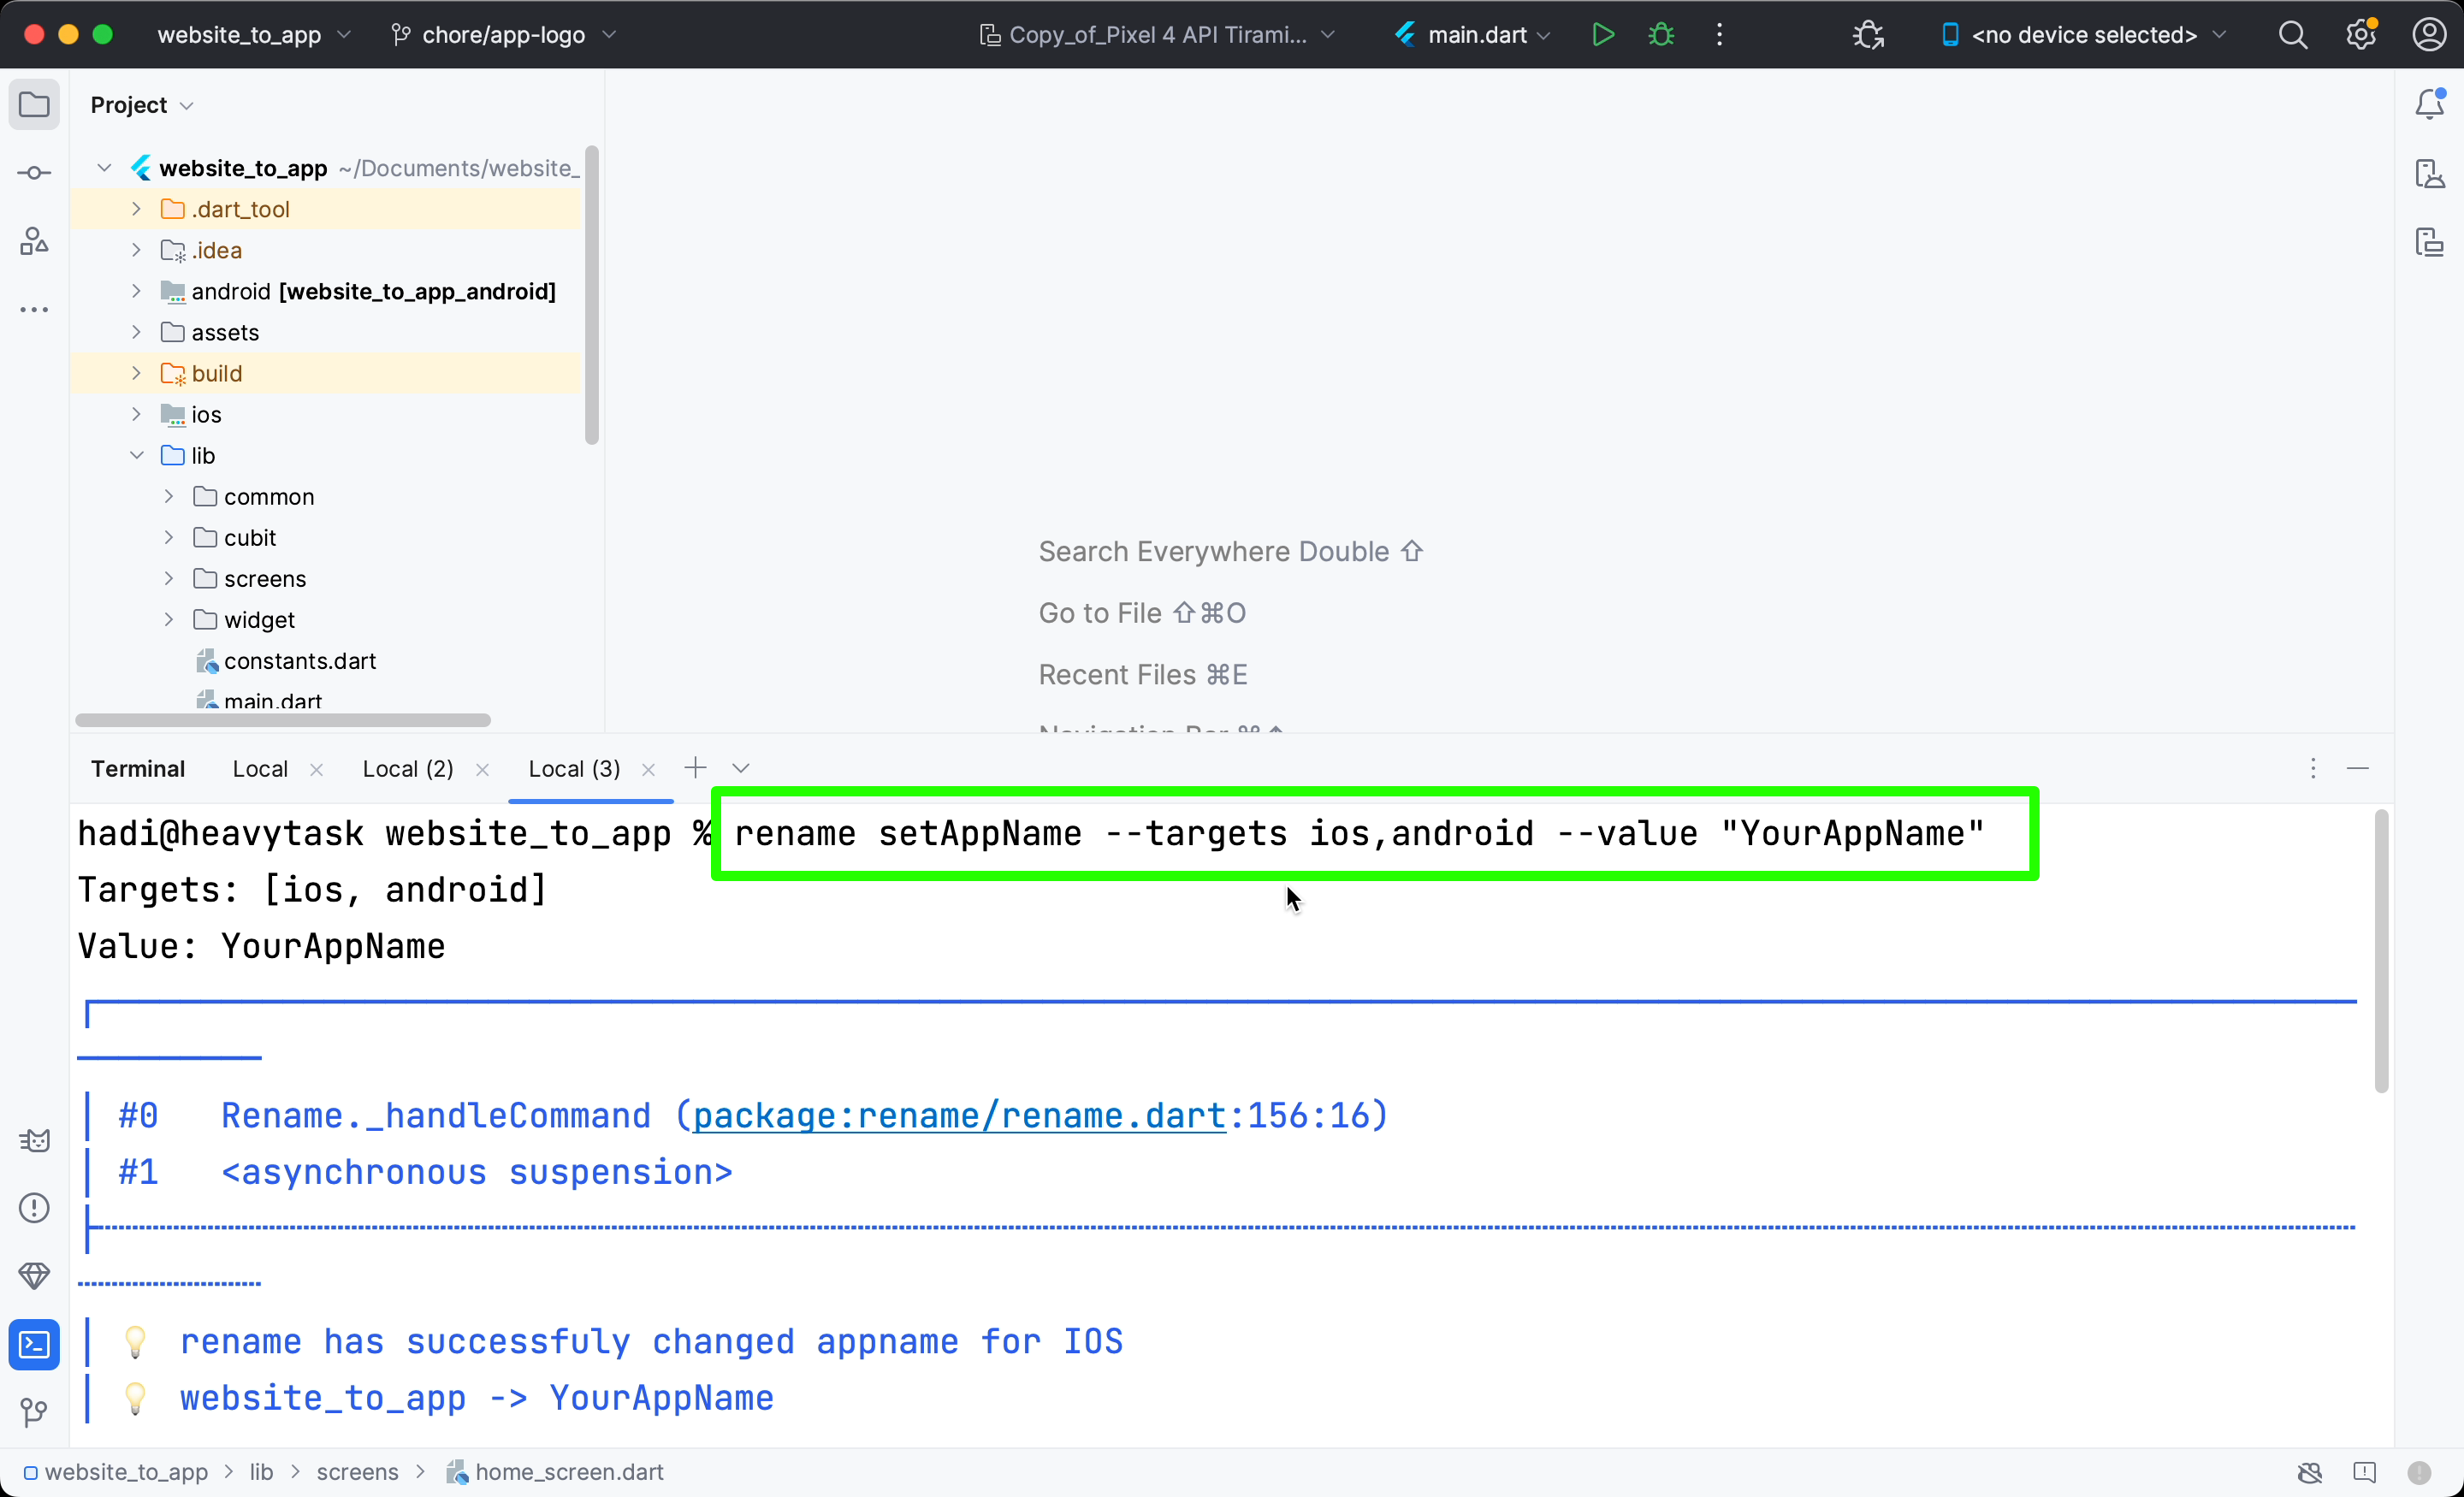 website_to_app
chore/app-logo
Copy_of_Pixel 4 API Tirami...
main.dart
<no device selected>
Project
website_to_app ~/Documents/website_
.dart_tool
.idea
android [website_to_app_android]
assets
build
ios
lib
common
cubit
screens
widget
constants.dart
main.dart
Search Everywhere Double ⇧
Go to File ⇧⌘O
Recent Files ⌘E
Navigation Bar ⌘↑
Terminal Local Local (2) Local (3)
hadi@heavytask website_to_app % rename setAppName --targets ios,android --value "YourAppName"
Targets: [ios, android]
Value: YourAppName
#0 Rename._handleCommand (package:rename/rename.dart:156:16)
#1 <asynchronous suspension>
rename has successfuly changed appname for IOS
website_to_app -> YourAppName
website_to_app > lib > screens > home_screen.dart